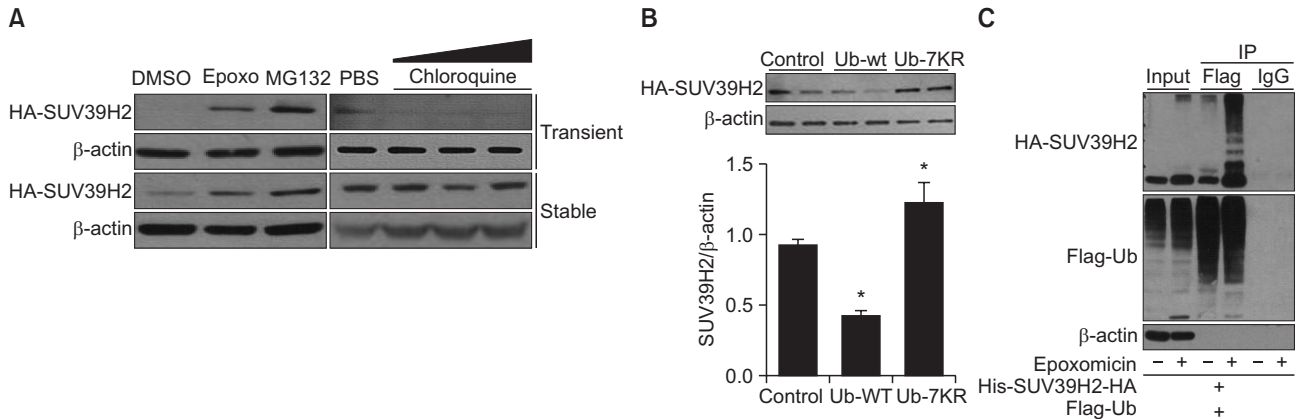 A
DMSO Epoxo MG132 PBS Chloroquine
HA-SUV39H2
β-actin
Transient
HA-SUV39H2
β-actin
Stable
B
Control Ub-wt Ub-7KR
HA-SUV39H2
β-actin
SUV39H2/β-actin
1.5
1.0
0.5
0.0
*
*
Control Ub-WT Ub-7KR
C
IP
Input Flag IgG
HA-SUV39H2
Flag-Ub
β-actin
Epoxomicin − + − + − +
His-SUV39H2-HA +
Flag-Ub +